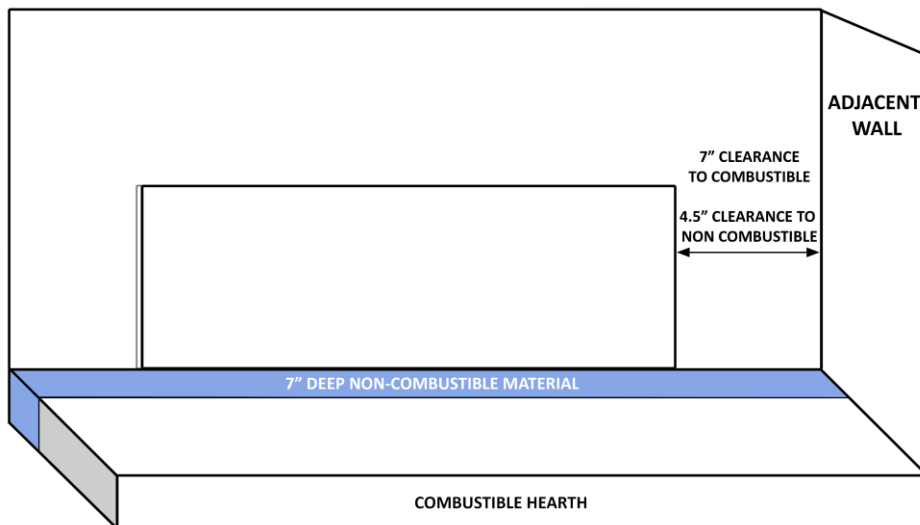 ADJACENT
WALL
7” CLEARANCE
TO COMBUSTIBLE
4.5” CLEARANCE TO
NON COMBUSTIBLE
7” DEEP NON-COMBUSTIBLE MATERIAL
COMBUSTIBLE HEARTH